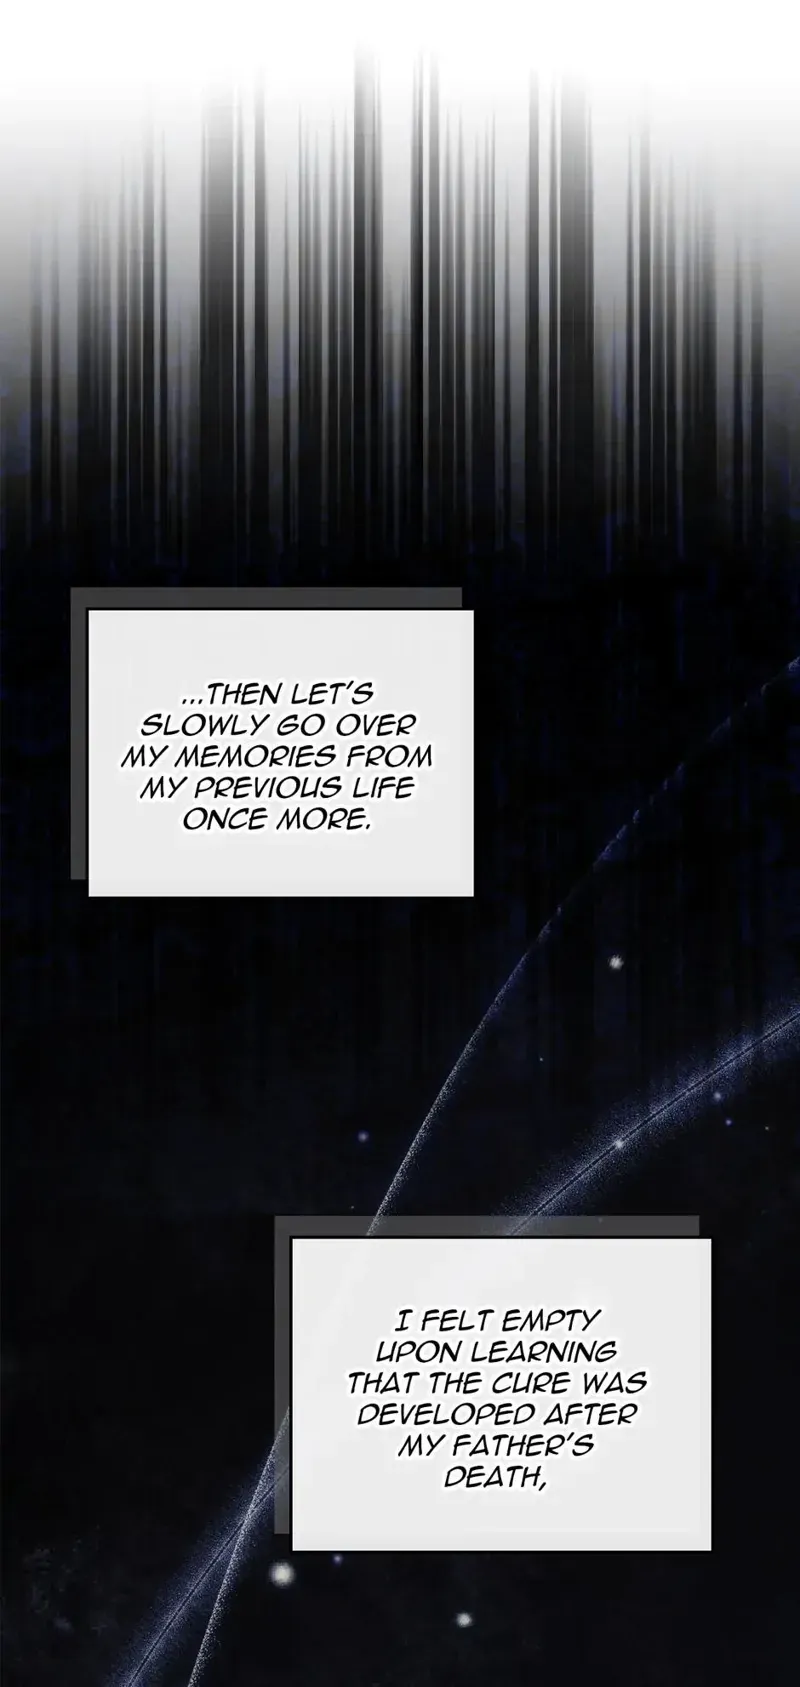 ...THEN LET'S
SLOWLY GO OVER
MY MEMORIES FROM
MY PREVIOUS LIFE
ONCE MORE.
I FELT EMPTY
UPON LEARNING
THAT THE CURE WAS
DEVELOPED AFTER
MY FATHER'S
DEATH,